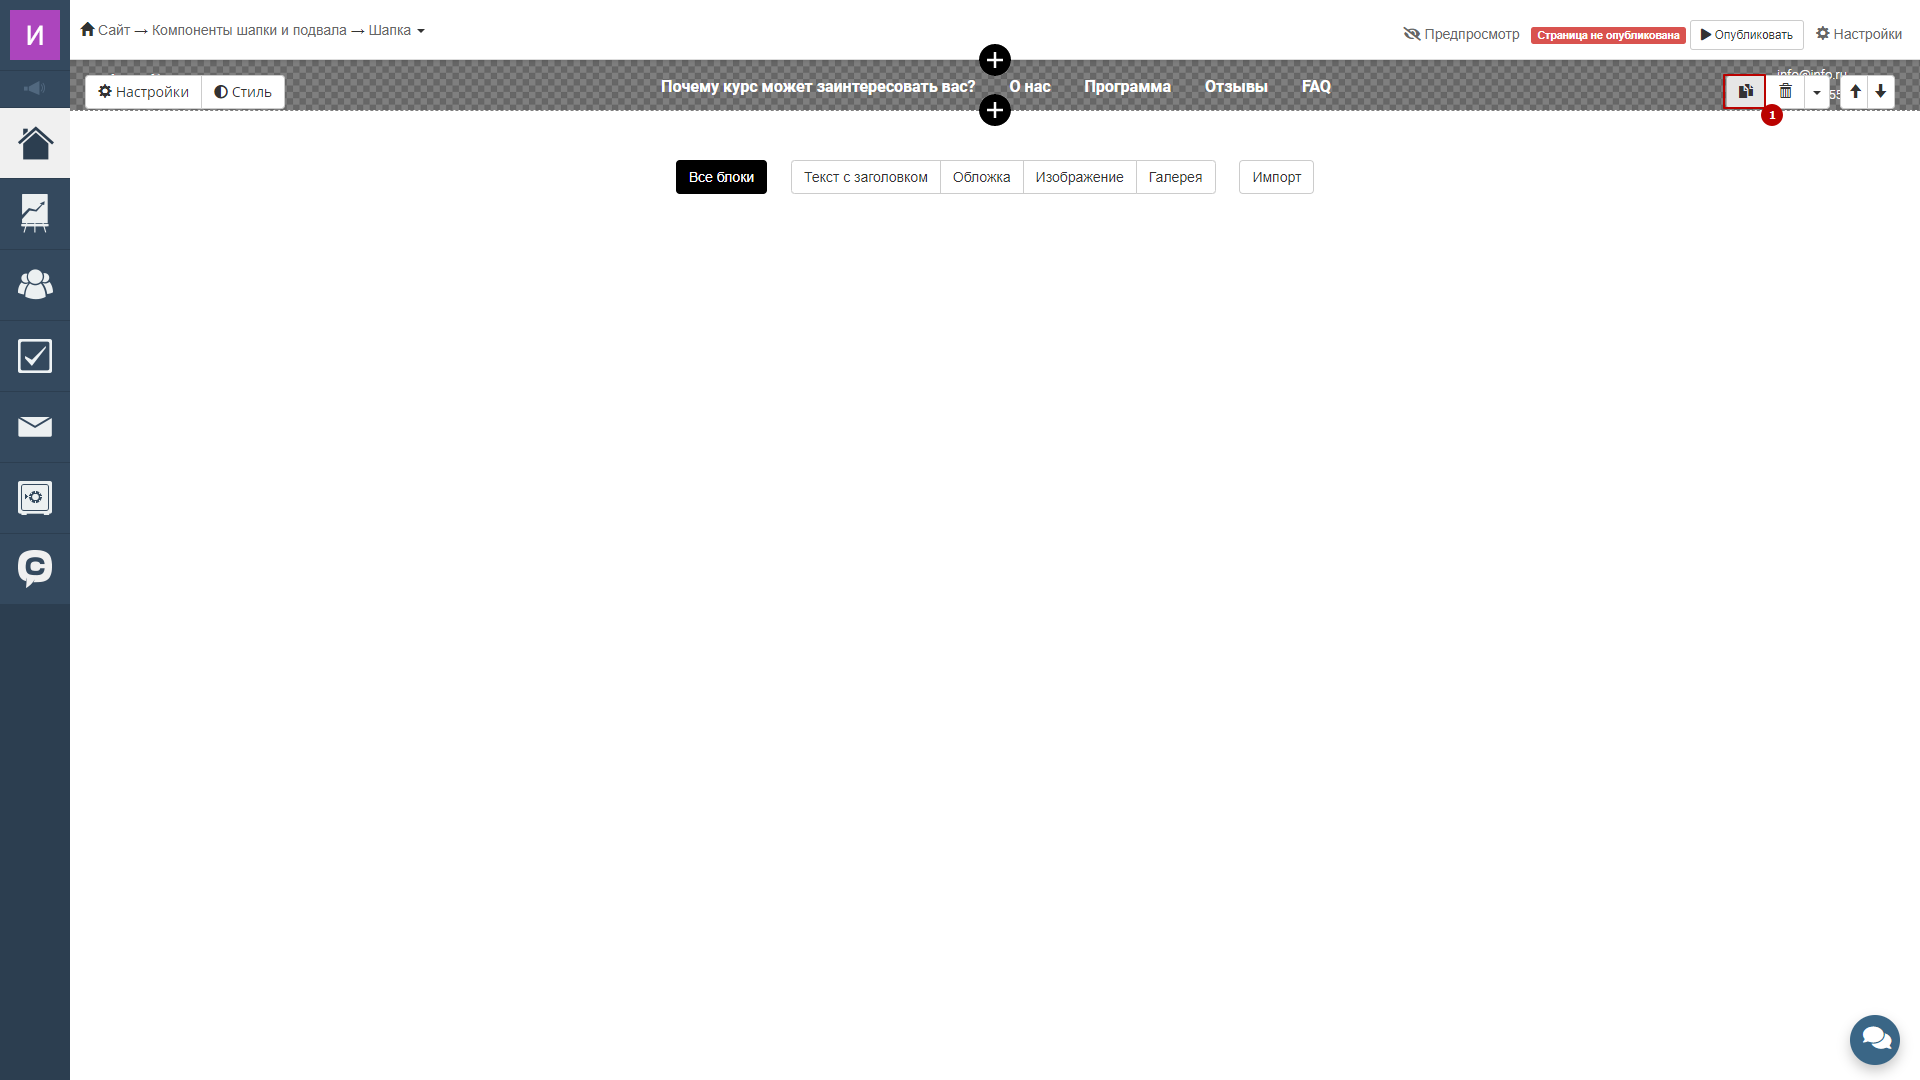 И
Сайт → Компоненты шапки и подвала → Шапка
Предпросмотр
Страница не опубликована
Опубликовать
Настройки
Настройки
Стиль
Почему курс может заинтересовать вас?
О нас
Программа
Отзывы
FAQ
info@info.ru
1
Все блоки
Текст с заголовком
Обложка
Изображение
Галерея
Импорт
C